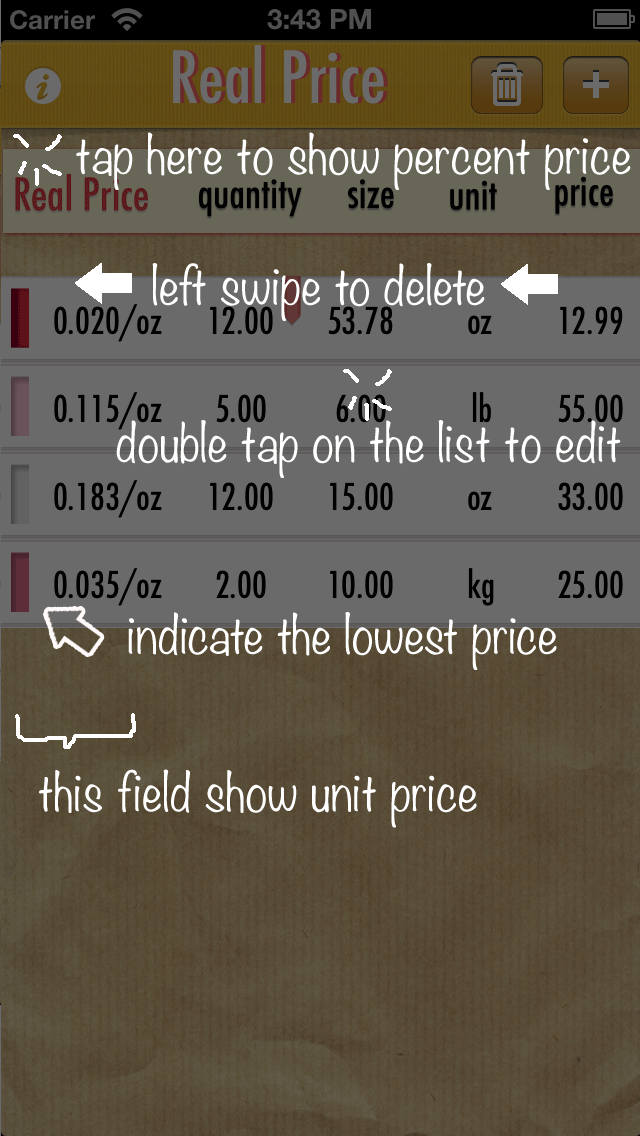 Carrier 3:43 PM
Real Price
tap here to show percent price
Real Price quantity size unit price
left swipe to delete
0.020/oz 12.00 53.78 oz 12.99
0.115/oz 5.00 6.00 lb 55.00
double tap on the list to edit
0.183/oz 12.00 15.00 oz 33.00
0.035/oz 2.00 10.00 kg 25.00
indicate the lowest price
this field show unit price